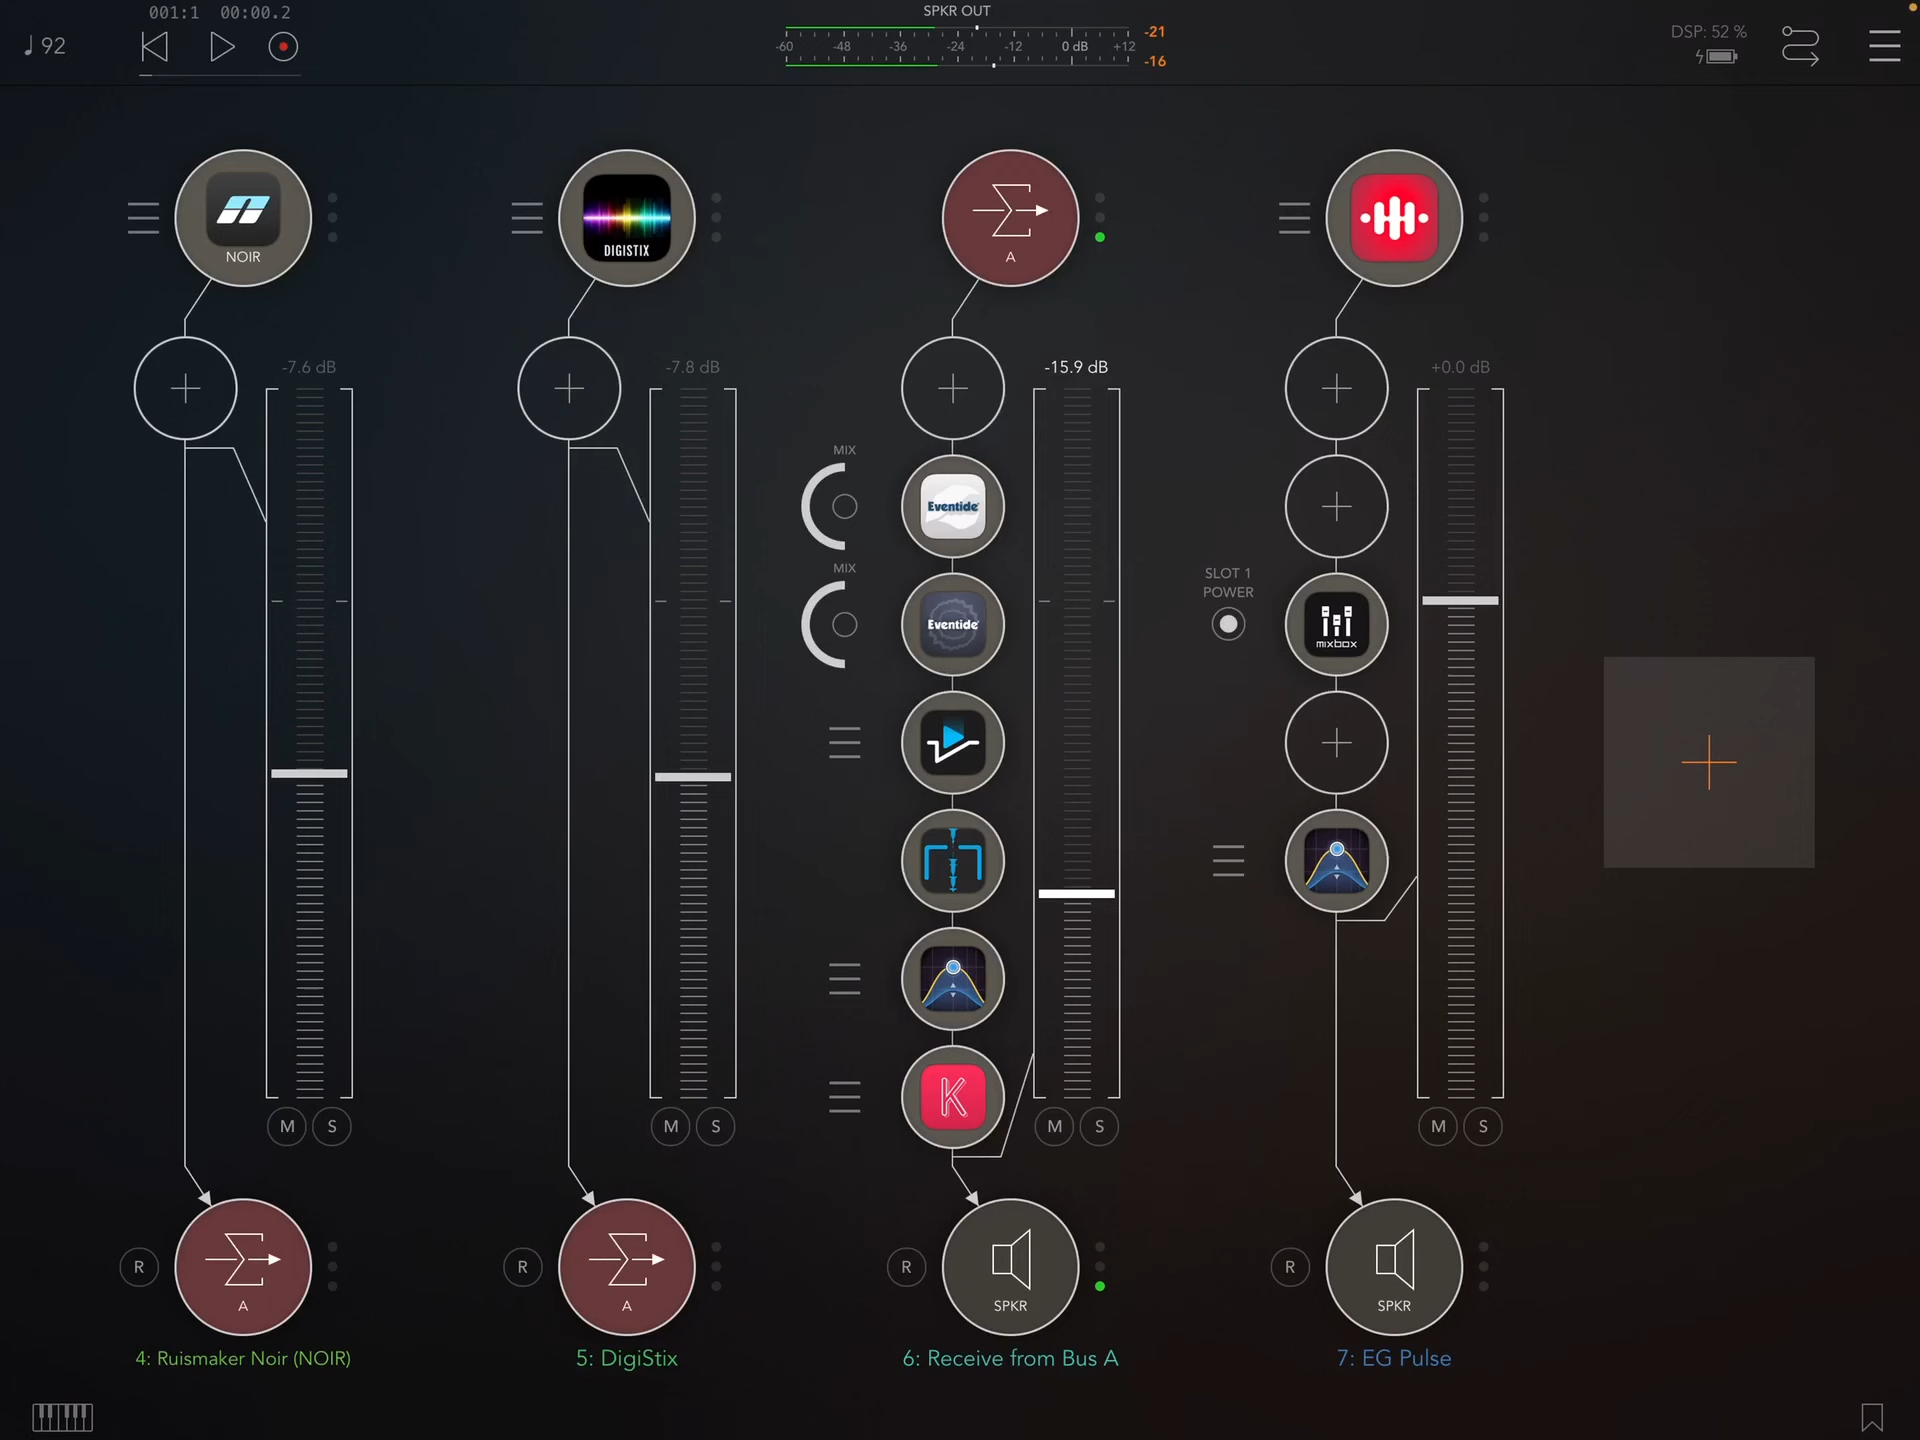 001:1 00:00.2
92
SPKR OUT
-60 -48 -36 -24 -12 0 dB +12
-21
-16
DSP: 52 %
NOIR
DIGISTIX
A
-7.6 dB
-7.8 dB
-15.9 dB
+0.0 dB
MIX
Eventide
MIX
Eventide
SLOT 1
POWER
mixbox
K
M S
M S
M S
M S
R
A
R
A
R
SPKR
R
SPKR
4: Ruismaker Noir (NOIR)
5: DigiStix
6: Receive from Bus A
7: EG Pulse